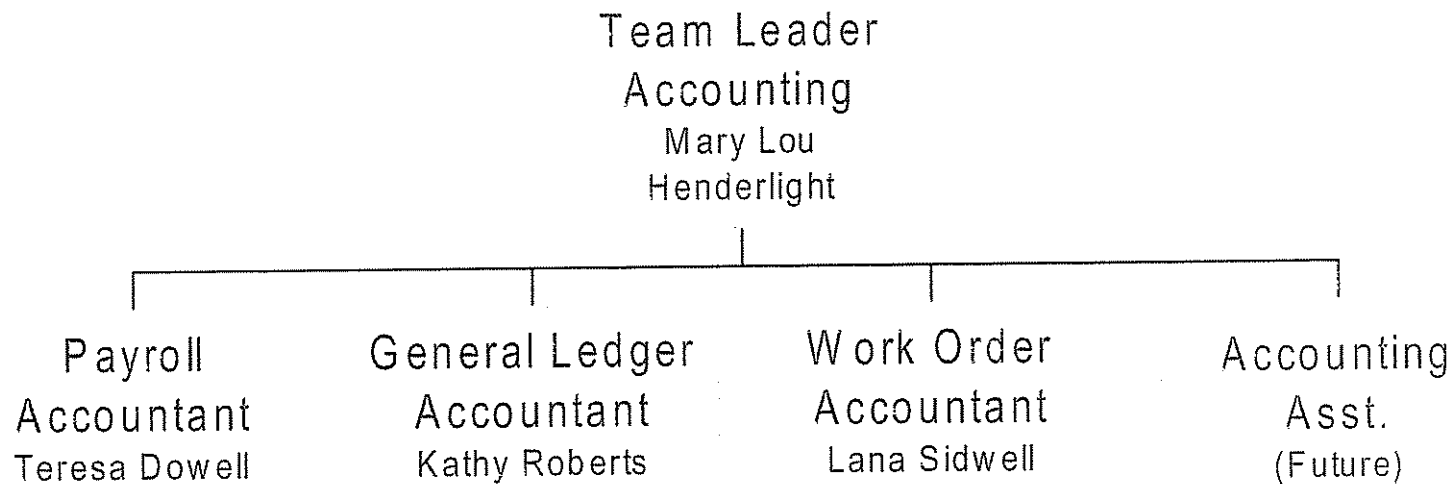 Team Leader
Accounting
Mary Lou
Henderlight
Payroll
Accountant
Teresa Dowell
General Ledger
Accountant
Kathy Roberts
Work Order
Accountant
Lana Sidwell
Accounting
Asst.
(Future)